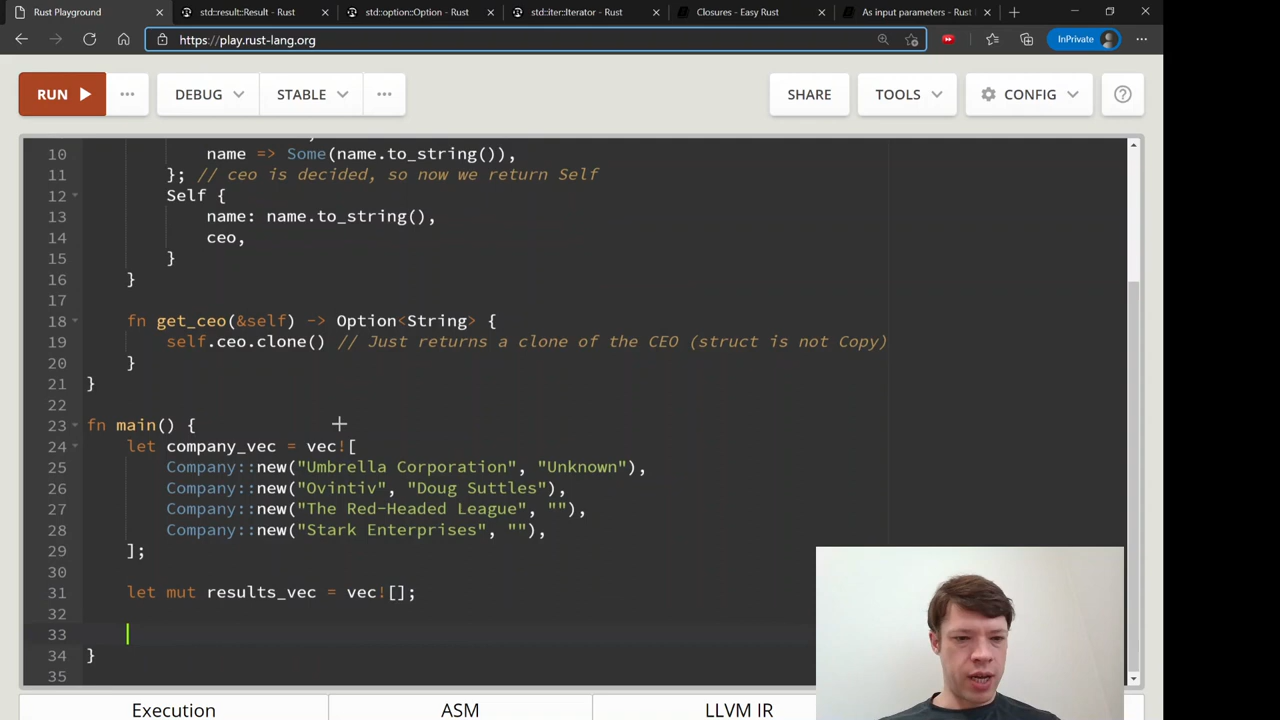 Rust Playground
std::result::Result - Rust
std::option::Option - Rust
std::iter::Iterator - Rust
Closures - Easy Rust
As input parameters - Rust
https://play.rust-lang.org
InPrivate
RUN
DEBUG
STABLE
SHARE
TOOLS
CONFIG
10 name => Some(name.to_string()),
11 }; // ceo is decided, so now we return Self
12 Self {
13 name: name.to_string(),
14 ceo,
15 }
16 }
17
18 fn get_ceo(&self) -> Option<String> {
19 self.ceo.clone() // Just returns a clone of the CEO (struct is not Copy)
20 }
21 }
22
23 fn main() {
24 let company_vec = vec![
25 Company::new("Umbrella Corporation", "Unknown"),
26 Company::new("Ovintiv", "Doug Suttles"),
27 Company::new("The Red-Headed League", ""),
28 Company::new("Stark Enterprises", ""),
29 ];
30
31 let mut results_vec = vec![];
32
33
34 }
35
Execution
ASM
LLVM IR